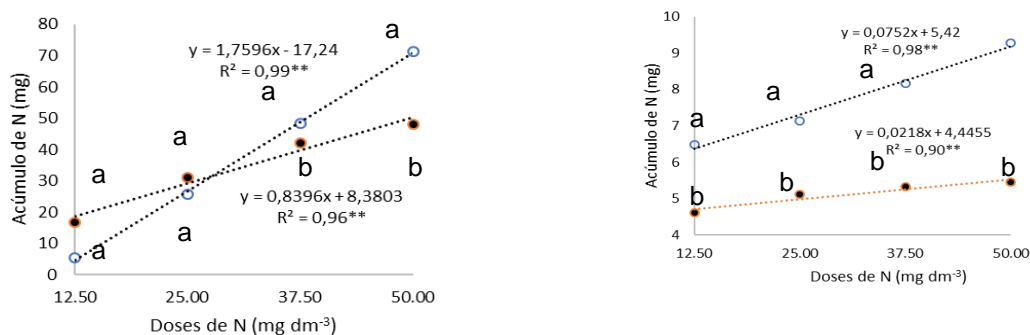 80
70
60
50
40
30
20
10
0
Acúmulo de N (mg)
a
y = 1,7596x - 17,24
R² = 0,99**
a
a
a
b
b
0,8396x + 8,3803
R² = 0,96**
a
a
12.50 25.00 37.50 50.00
Doses de N (mg dm-³)
10
9
8
7
6
5
4
Acúmulo de N (mg)
y = 0,0752x + 5,42
R² = 0,98**
a
a
a
y = 0,0218x + 4,4455
R² = 0,90**
b
b
b
b
12.50 25.00 37.50 50.00
Doses de N (mg dm-³)